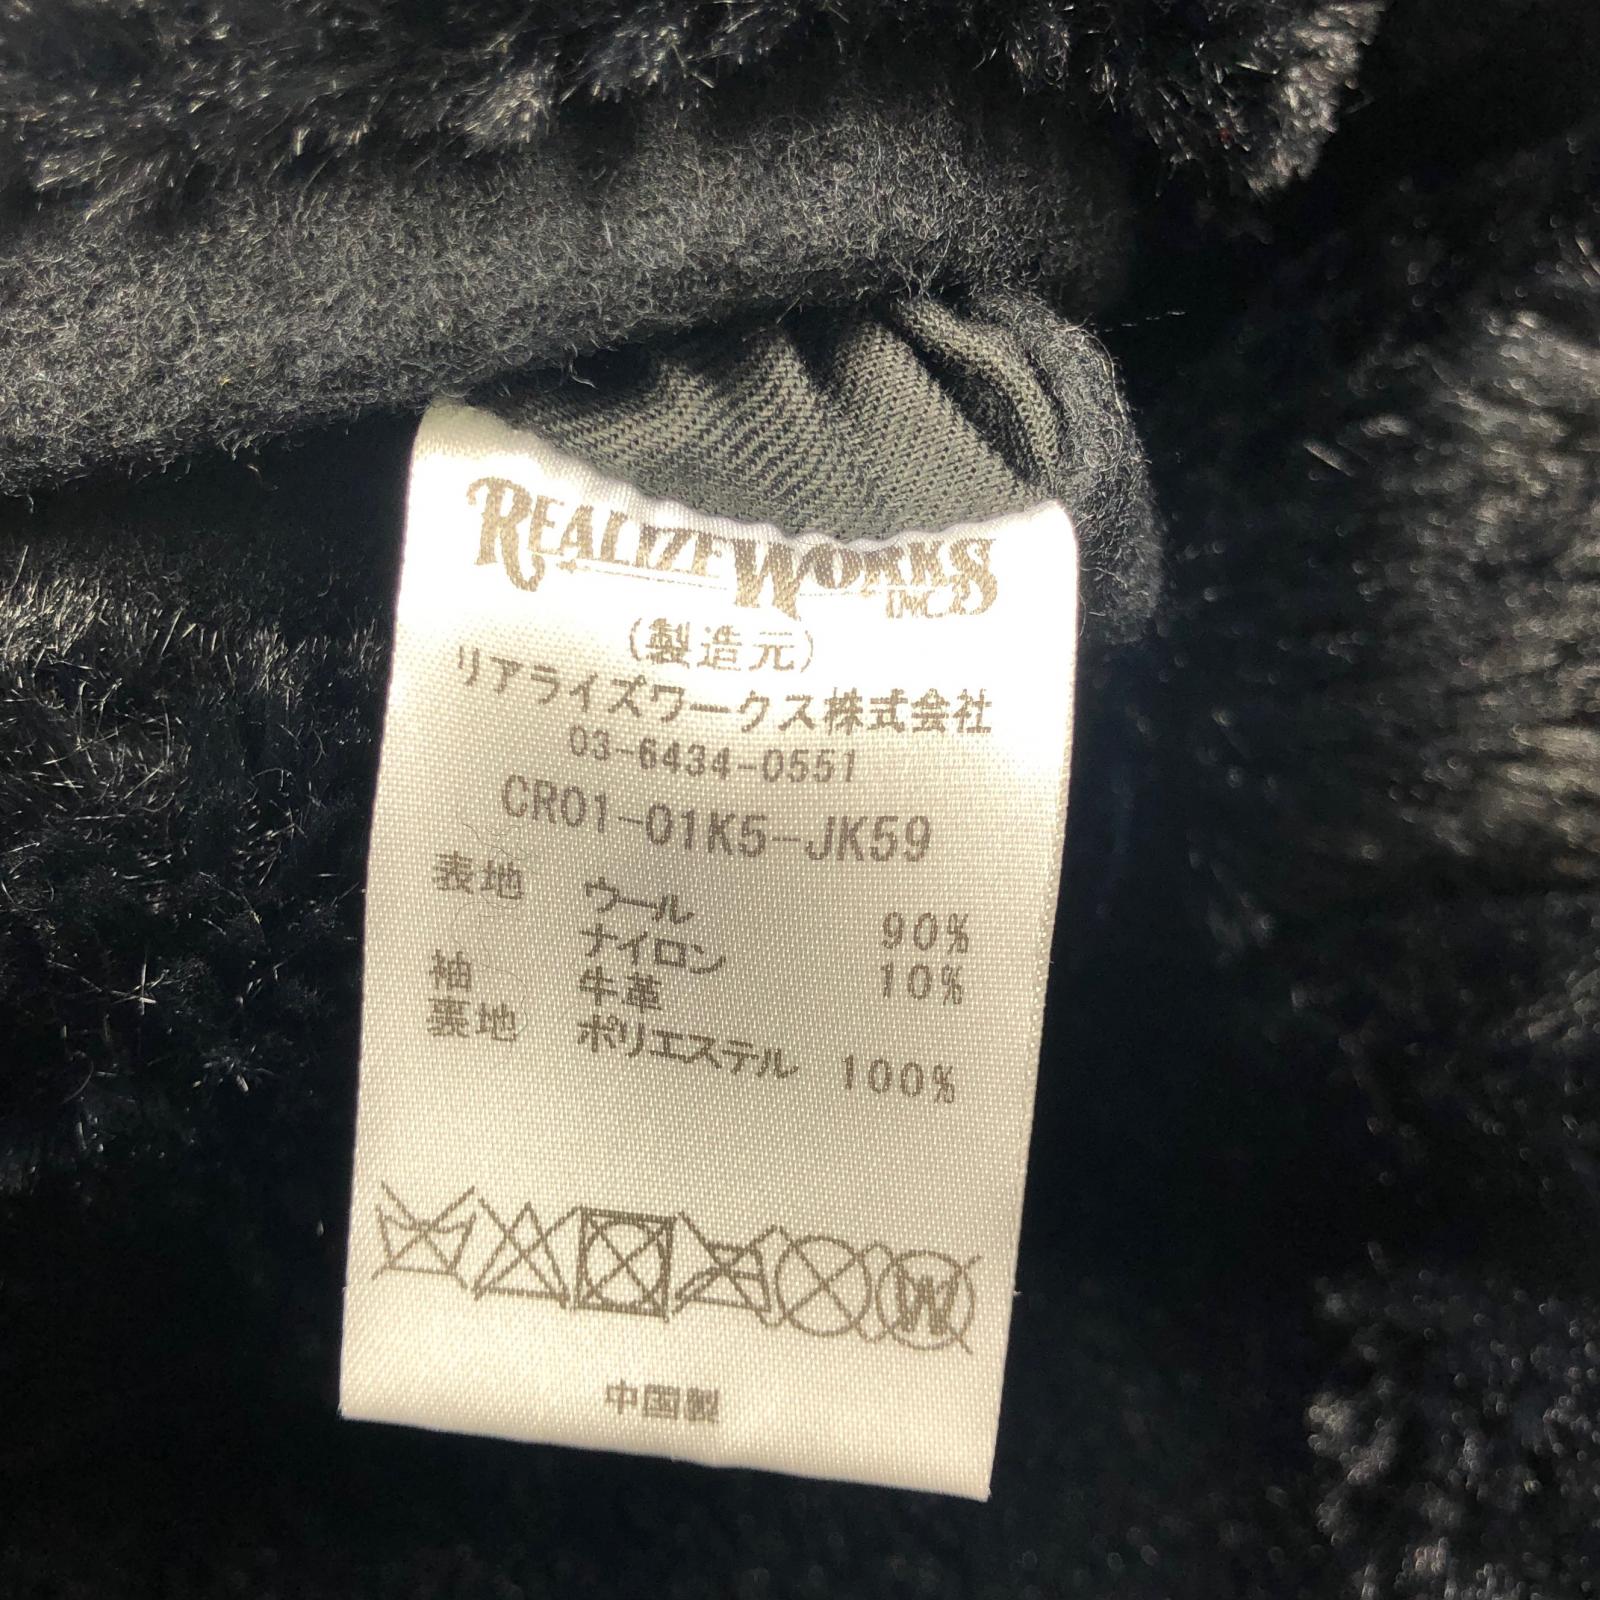 REALIZEWORKS
INC.
(製造元)
リアライズワークス株式会社
03-6434-0551
CR01-01K5-JK59
表地 ウール 90%
ナイロン 10%
袖 牛革
裏地 ポリエステル 100%
W
中国製